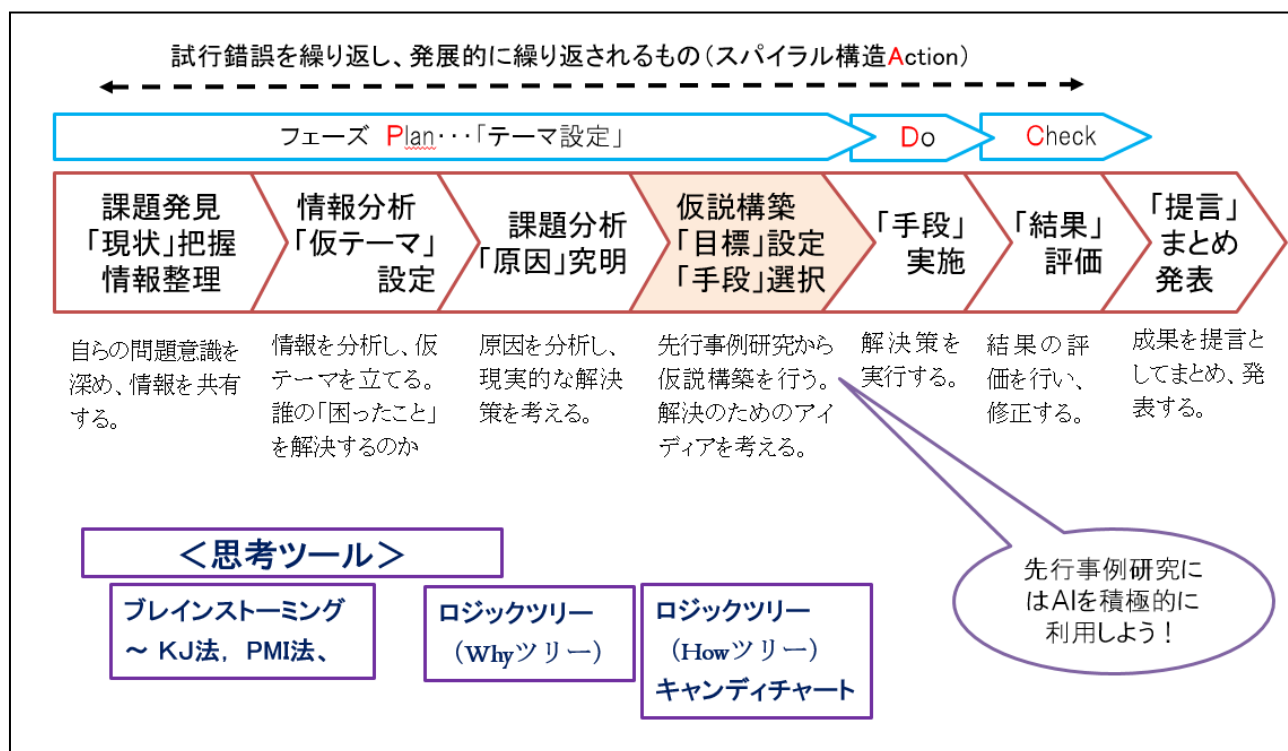 試行錯誤を繰り返し、発展的に繰り返されるもの(スパイラル構造Action)
フェーズ Plan・・・「テーマ設定」
Do
Check
課題発見
「現状」把握
情報整理
情報分析
「仮テーマ」
設定
課題分析
「原因」究明
仮説構築
「目標」設定
「手段」選択
「手段」
実施
「結果」
評価
「提言」
まとめ
発表
自らの問題意識を
深め、情報を共有
する。
情報を分析し、仮
テーマを立てる。
誰の「困ったこと」
を解決するのか
原因を分析し、
現実的な解決
策を考える。
先行事例研究から
仮説構築を行う。
解決のためのアイ
ディアを考える。
解決策を
実行する。
結果の評
価を行い、
修正する。
成果を提言と
してまとめ、発
表する。
＜思考ツール＞
ブレインストーミング
～ KJ法, PMI法、
ロジックツリー
(Whyツリー)
ロジックツリー
(Howツリー)
キャンディチャート
先行事例研究に
はAIを積極的に
利用しよう！